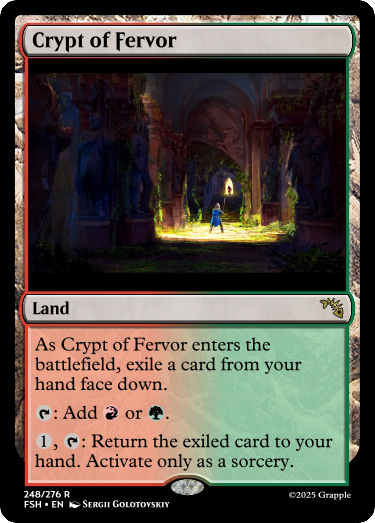 Crypt of Fervor
Land
As Crypt of Fervor enters the
battlefield, exile a card from your
hand face down.
: Add or .
1, : Return the exiled card to your
hand. Activate only as a sorcery.
248/276 R
FSH • EN Sergii Golotovskiy
©2025 Grapple